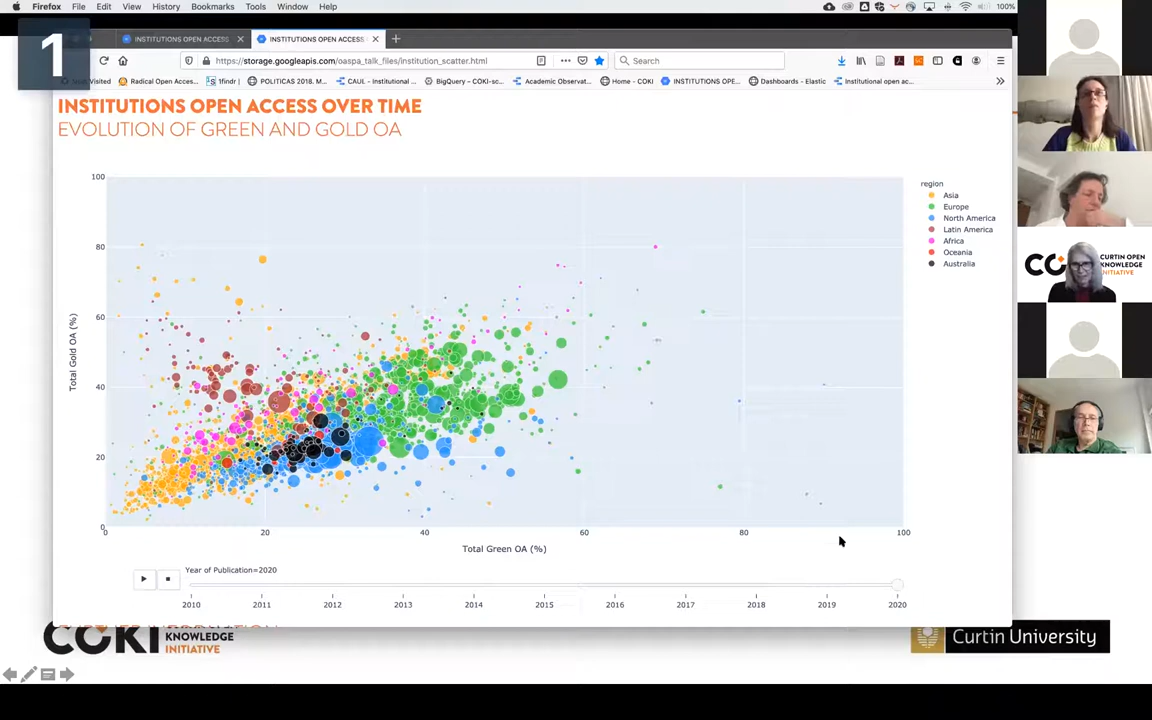 Firefox File Edit View History Bookmarks Tools Window Help 100%
1
INSTITUTIONS OPEN ACCESS
INSTITUTIONS OPEN ACCESS
https://storage.googleapis.com/oaspa_talk_files/institution_scatter.html
Search
Visited
Radical Open Acces...
1findr
POLITICAS 2018. M...
CAUL - Institutional ...
BigQuery – COKI-sc...
Academic Observat...
Home - COKI
INSTITUTIONS OPE...
Dashboards - Elastic
Institutional open ac...
INSTITUTIONS OPEN ACCESS OVER TIME
EVOLUTION OF GREEN AND GOLD OA
100
80
60
40
20
0
Total Gold OA (%)
0 20 40 60 80 100
Total Green OA (%)
region
Asia
Europe
North America
Latin America
Africa
Oceania
Australia
Year of Publication=2020
2010 2011 2012 2013 2014 2015 2016 2017 2018 2019 2020
COKI
KNOWLEDGE
INITIATIVE
Curtin University
CURTIN OPEN
KNOWLEDGE
INITIATIVE